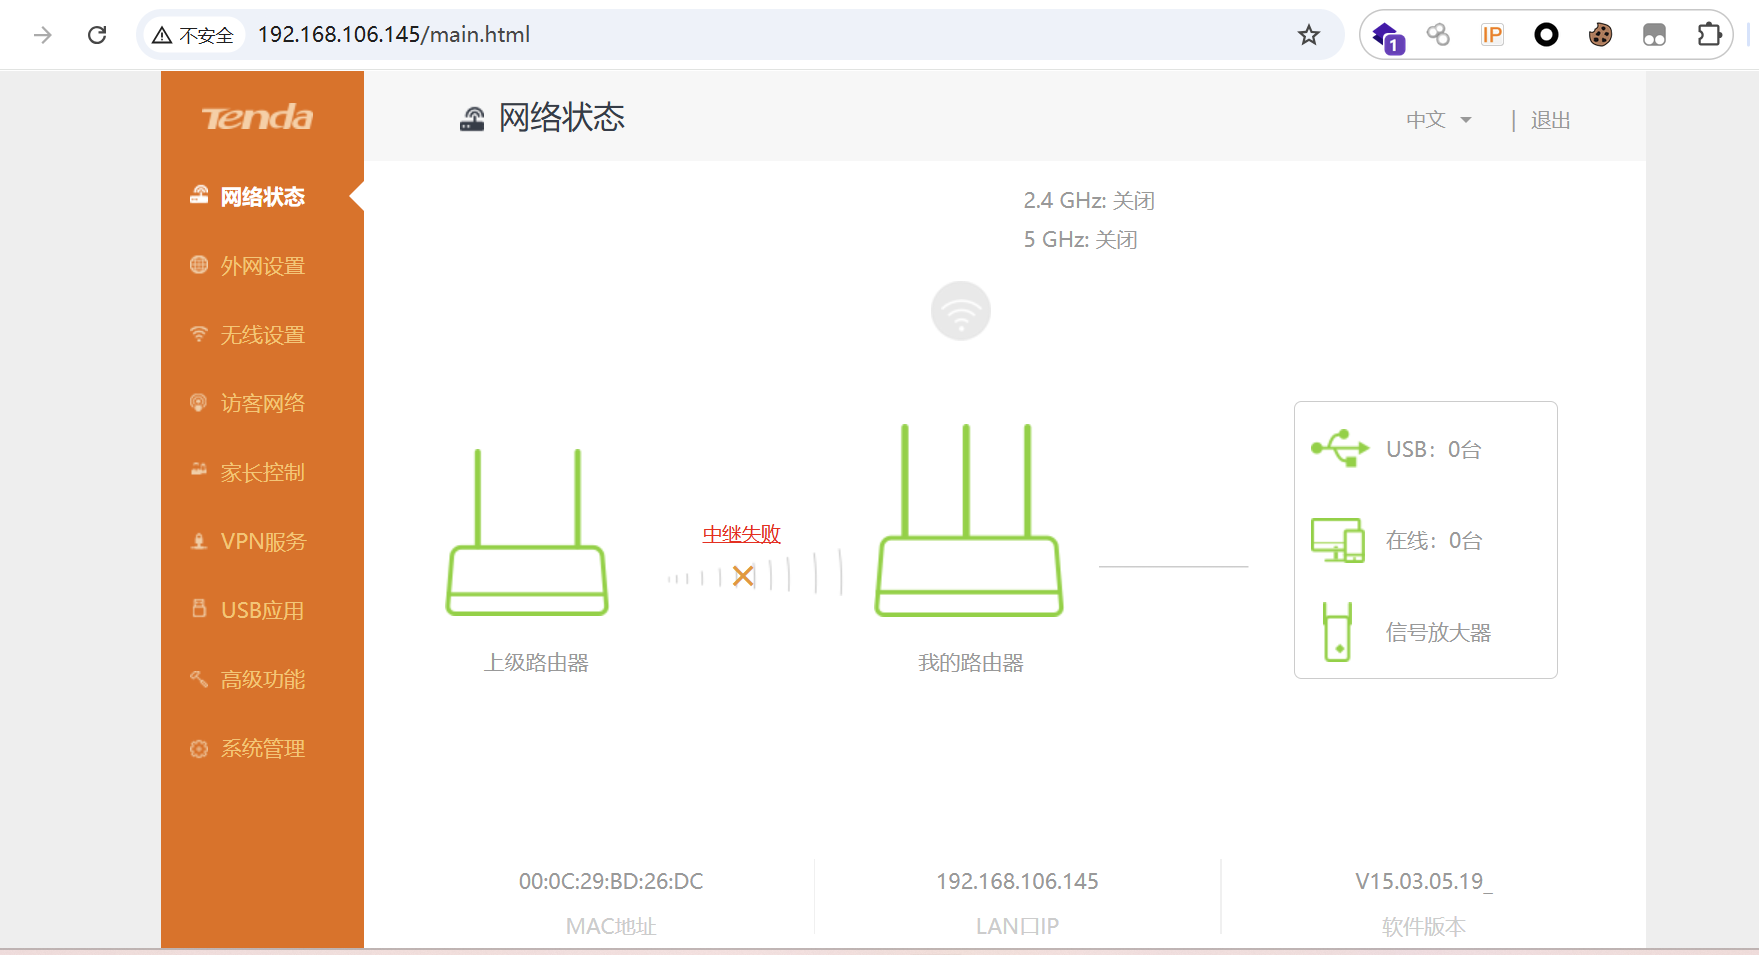 不安全
192.168.106.145/main.html
1
IP
Tenda
网络状态
中文
| 退出
网络状态
外网设置
无线设置
访客网络
家长控制
VPN服务
USB应用
高级功能
系统管理
2.4 GHz: 关闭
5 GHz: 关闭
中继失败
上级路由器
我的路由器
USB：0台
在线：0台
信号放大器
00:0C:29:BD:26:DC
MAC地址
192.168.106.145
LAN口IP
V15.03.05.19_
软件版本